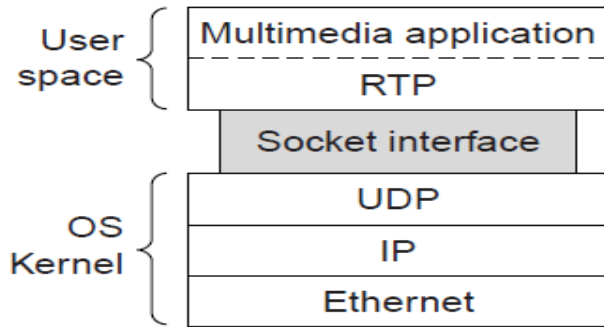 User
space
Multimedia application
RTP
Socket interface
OS
Kernel
UDP
IP
Ethernet